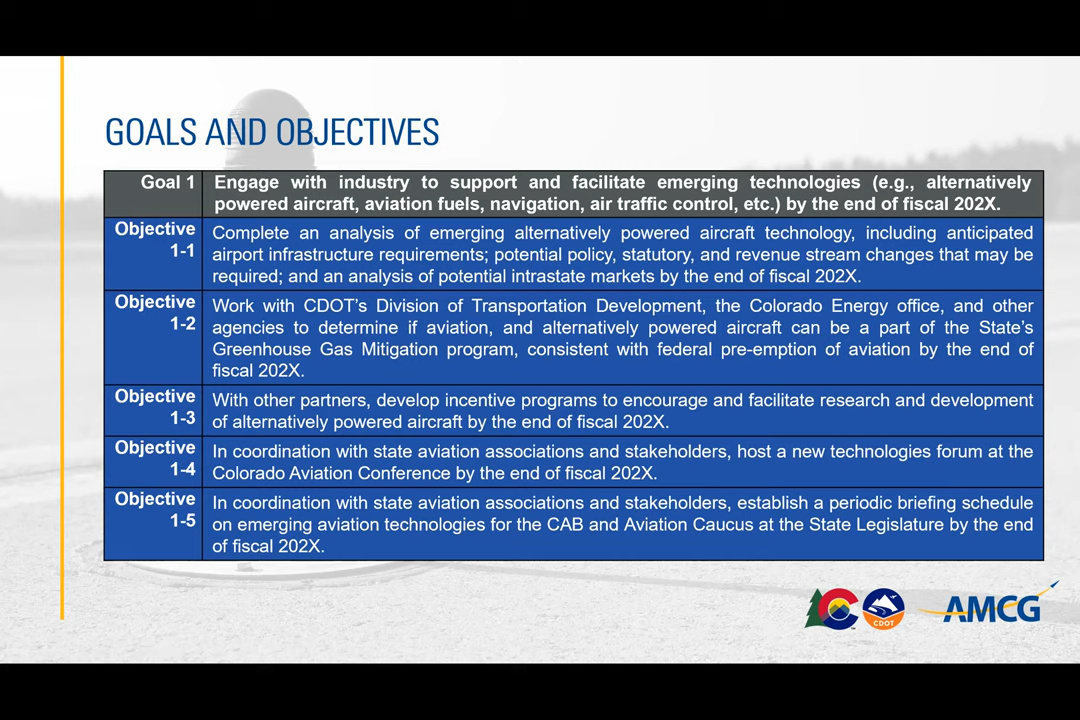 GOALS AND OBJECTIVES
Goal 1
Engage with industry to support and facilitate emerging technologies (e.g., alternatively
powered aircraft, aviation fuels, navigation, air traffic control, etc.) by the end of fiscal 202X.
Objective
1-1
Complete an analysis of emerging alternatively powered aircraft technology, including anticipated
airport infrastructure requirements; potential policy, statutory, and revenue stream changes that may be
required; and an analysis of potential intrastate markets by the end of fiscal 202X.
Objective
1-2
Work with CDOT’s Division of Transportation Development, the Colorado Energy office, and other
agencies to determine if aviation, and alternatively powered aircraft can be a part of the State’s
Greenhouse Gas Mitigation program, consistent with federal pre-emption of aviation by the end of
fiscal 202X.
Objective
1-3
With other partners, develop incentive programs to encourage and facilitate research and development
of alternatively powered aircraft by the end of fiscal 202X.
Objective
1-4
In coordination with state aviation associations and stakeholders, host a new technologies forum at the
Colorado Aviation Conference by the end of fiscal 202X.
Objective
1-5
In coordination with state aviation associations and stakeholders, establish a periodic briefing schedule
on emerging aviation technologies for the CAB and Aviation Caucus at the State Legislature by the end
of fiscal 202X.
CDOT
AMCG